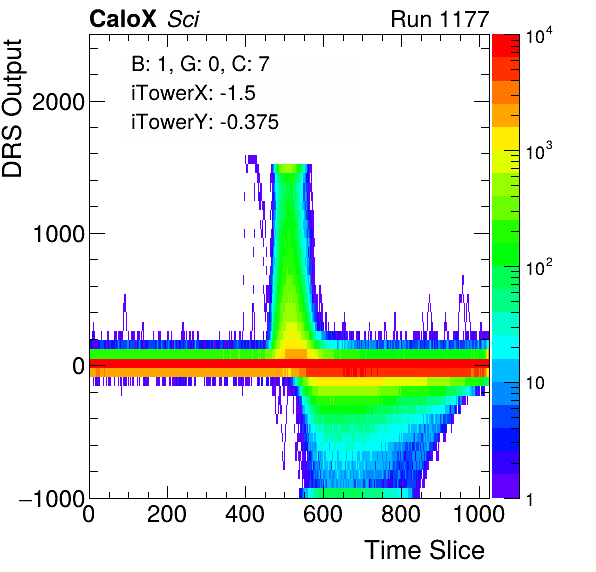 CaloX Sci Run 1177
DRS Output
B: 1, G: 0, C: 7
iTowerX: -1.5
iTowerY: -0.375
2000
1000
0
−1000
0 200 400 600 800 1000
Time Slice
10^4
10^3
10^2
10
1